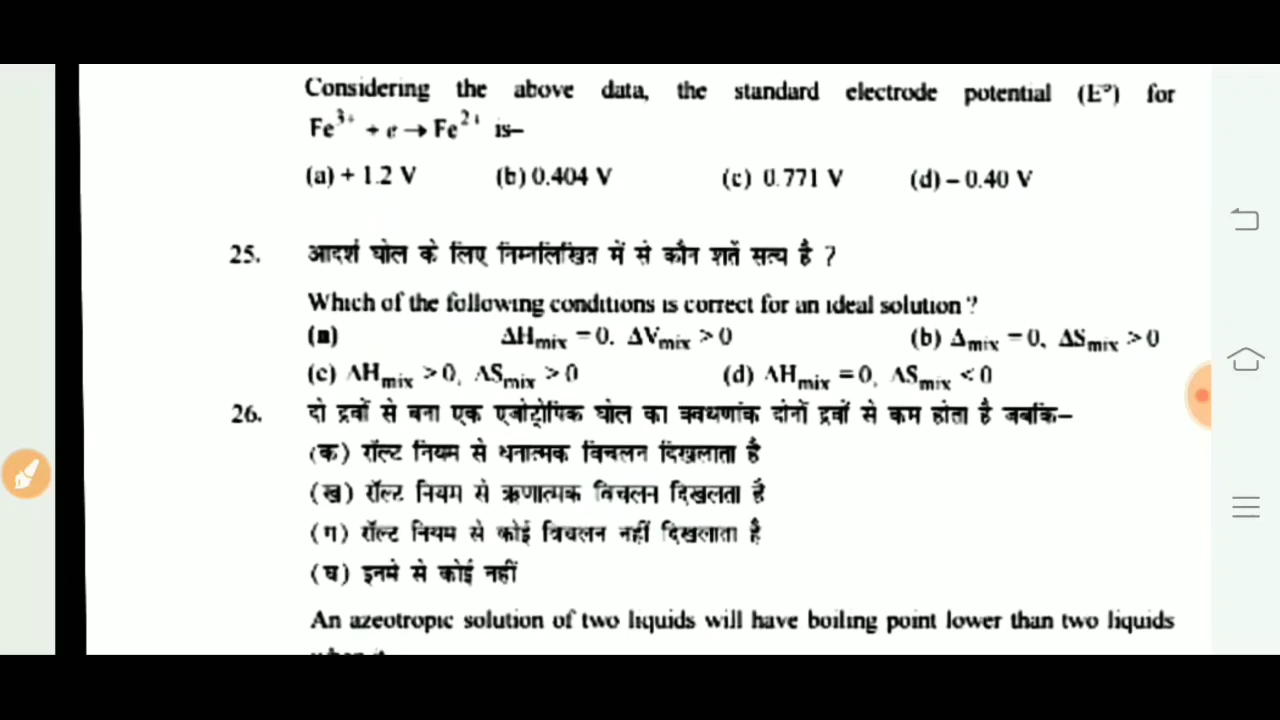 Considering the above data, the standard electrode potential (E°) for
Fe³⁺ + e → Fe²⁺ is–
(a) + 1.2 V (b) 0.404 V (c) 0.771 V (d) – 0.40 V
25. आदर्श घोल के लिए निम्नलिखित में से कौन शर्तें सत्य है ?
Which of the following conditions is correct for an ideal solution ?
(a) ΔHmix = 0. ΔVmix > 0 (b) Δmix = 0, ΔSmix > 0
(c) ΔHmix > 0, ΔSmix > 0 (d) ΔHmix = 0, ΔSmix < 0
26. दो द्रवों से बना एक एजोट्रोपिक घोल का क्वथणांक दोनों द्रवों से कम होता है जबकि–
(क) रॉल्ट नियम से धनात्मक विचलन दिखलाता है
(ख) रॉल्ट नियम से ऋणात्मक विचलन दिखलता है
(ग) रॉल्ट नियम से कोई विचलन नहीं दिखलाता है
(घ) इनमे से कोई नहीं
An azeotropic solution of two liquids will have boiling point lower than two liquids